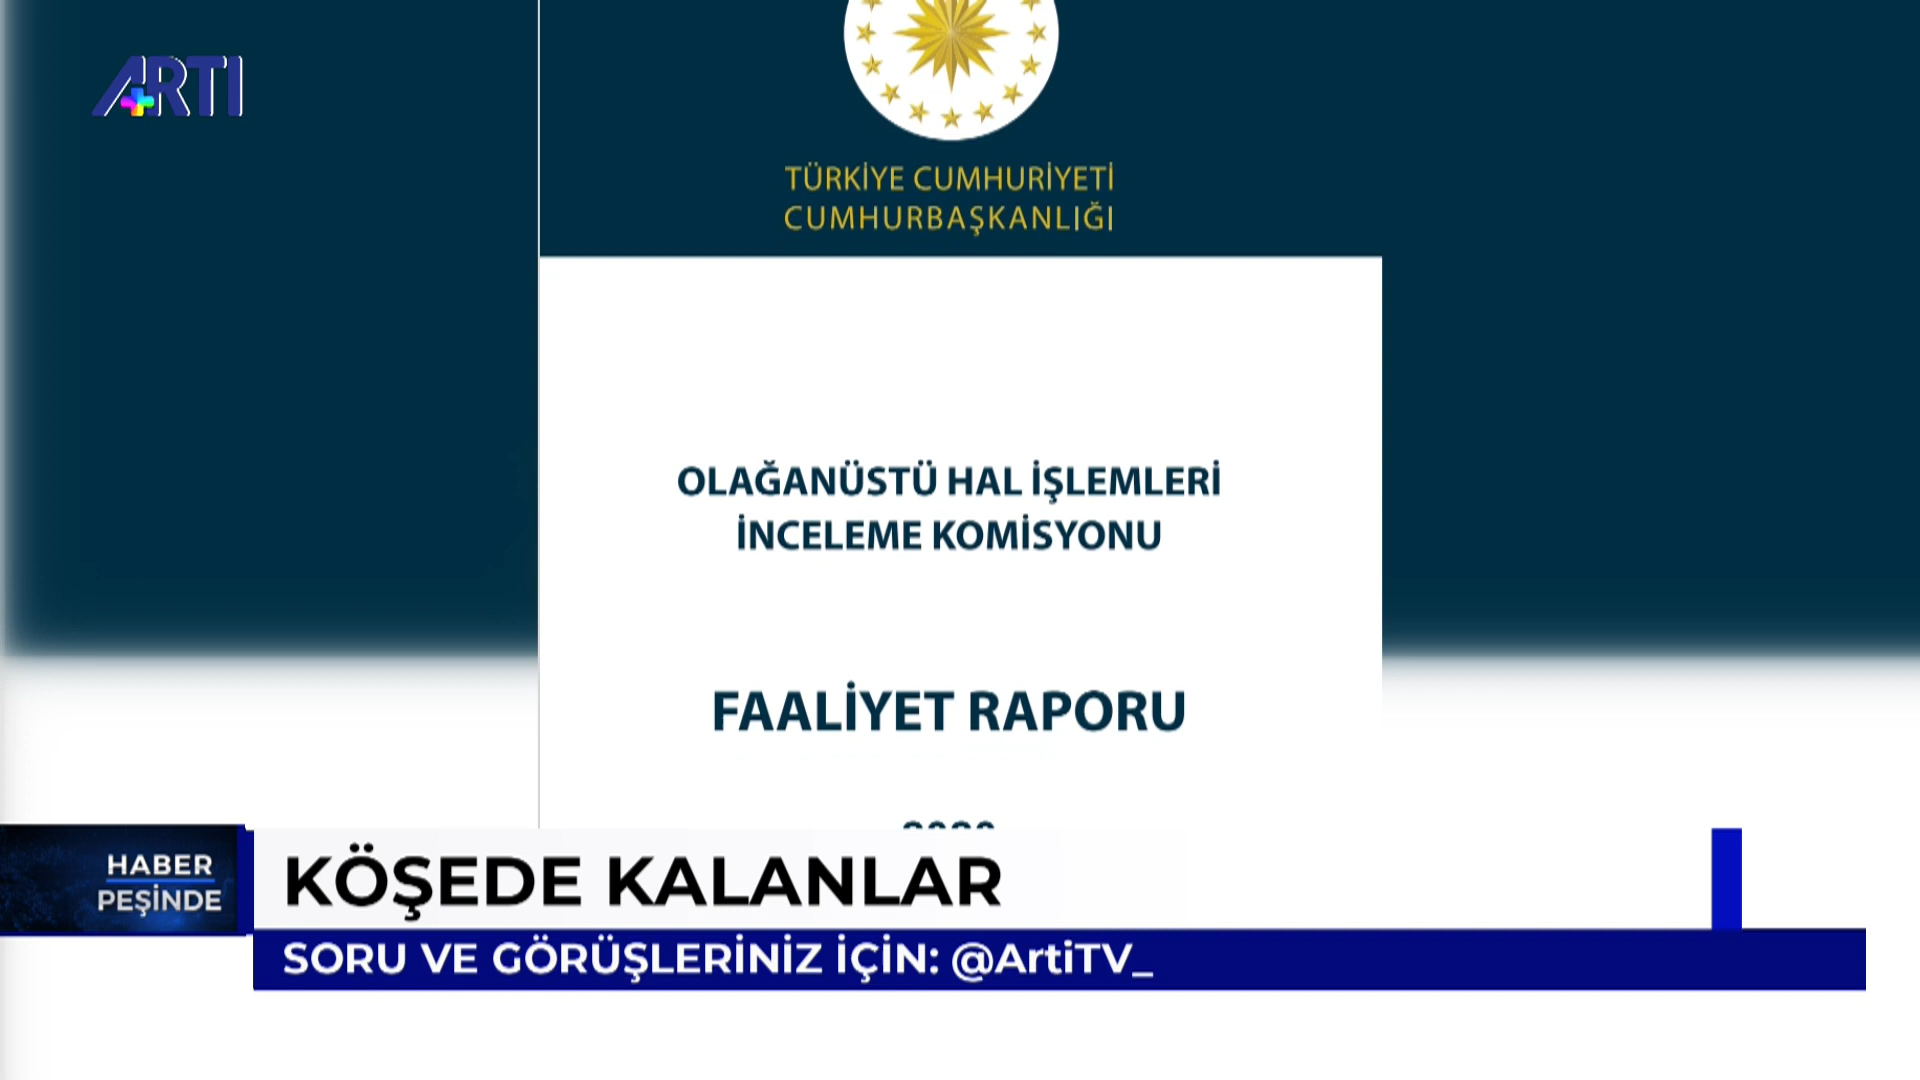 ARTI
TÜRKİYE CUMHURİYETİ
CUMHURBAŞKANLIĞI
OLAĞANÜSTÜ HAL İŞLEMLERİ
İNCELEME KOMİSYONU
FAALİYET RAPORU
HABER
PEŞİNDE
KÖŞEDE KALANLAR
SORU VE GÖRÜŞLERİNİZ İÇİN: @ArtiTV_